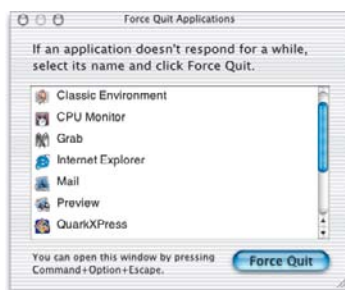 Force Quit Applications
If an application doesn't respond for a while,
select its name and click Force Quit.
Classic Environment
CPU Monitor
Grab
Internet Explorer
Mail
Preview
QuarkXPress
You can open this window by pressing
Command+Option+Escape.
Force Quit